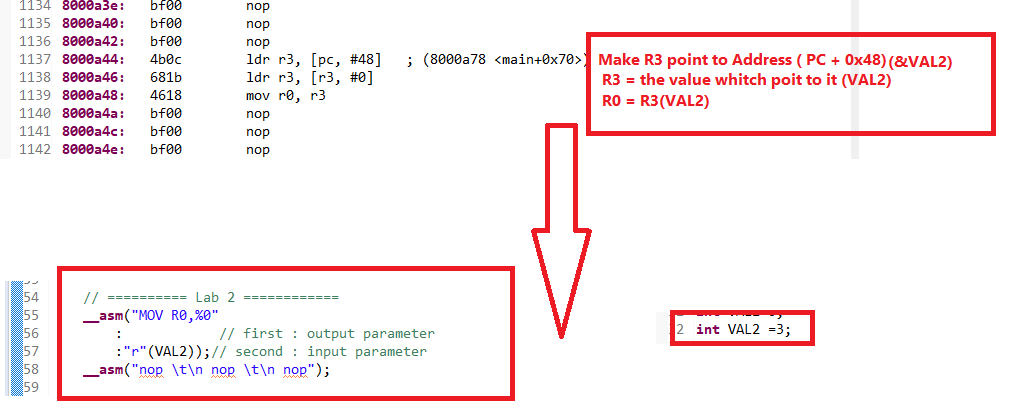 1134 8000a3e: bf00 nop
1135 8000a40: bf00 nop
1136 8000a42: bf00 nop
1137 8000a44: 4b0c ldr r3, [pc, #48] ; (8000a78 <main+0x70>)
1138 8000a46: 681b ldr r3, [r3, #0]
1139 8000a48: 4618 mov r0, r3
1140 8000a4a: bf00 nop
1141 8000a4c: bf00 nop
1142 8000a4e: bf00 nop
Make R3 point to Address ( PC + 0x48) (&VAL2)
R3 = the value whitch poit to it (VAL2)
R0 = R3(VAL2)
54 // ========== Lab 2 ============
55 __asm("MOV R0,%0"
56 : // first : output parameter
57 :"r"(VAL2));// second : input parameter
58 __asm("nop \t\n nop \t\n nop");
59
2 int VAL2 =3;